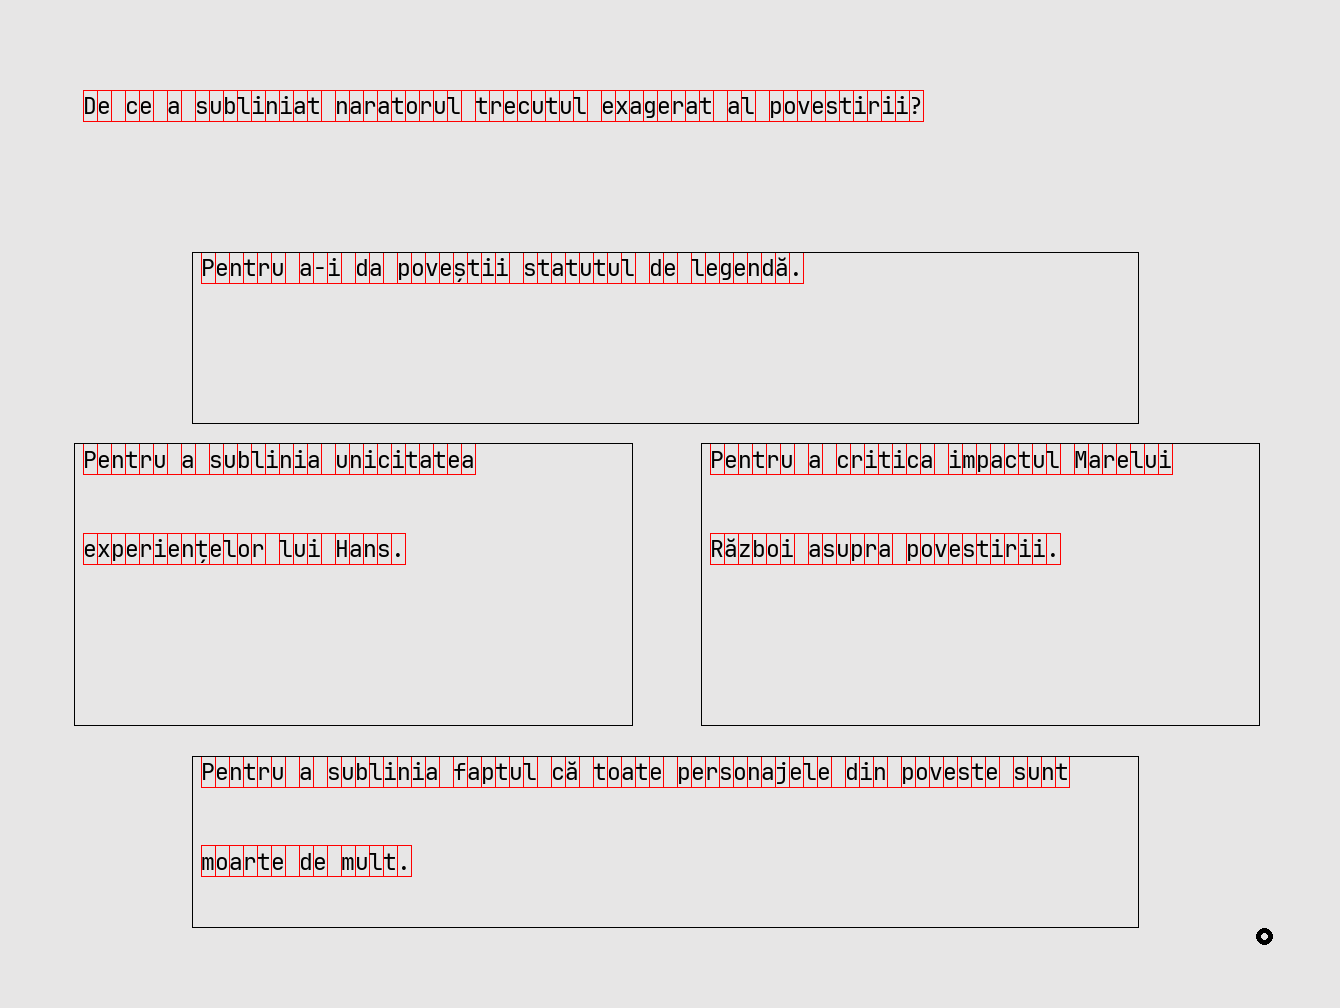 De ce a subliniat naratorul trecutul exagerat al povestirii?
Pentru a-i da poveștii statutul de legendă.
Pentru a sublinia unicitatea
experiențelor lui Hans.
Pentru a critica impactul Marelui
Război asupra povestirii.
Pentru a sublinia faptul că toate personajele din poveste sunt
moarte de mult.